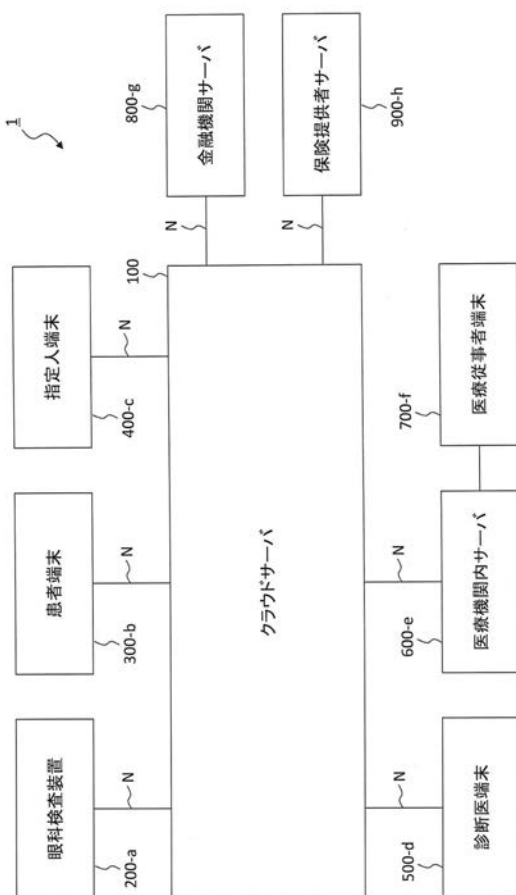 1
眼科検査装置
200-a
N
患者端末
300-b
N
指定人端末
400-c
N
クラウドサーバ
100
N
金融機関サーバ
800-g
N
保険提供者サーバ
900-h
N
診断医端末
500-d
N
医療機関内サーバ
600-e
医療従事者端末
700-f